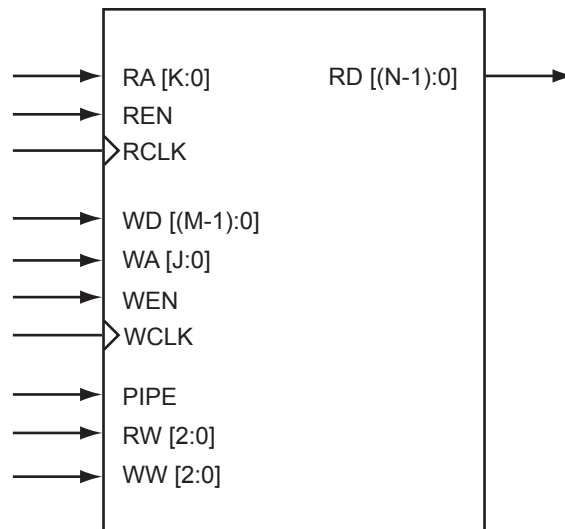 RA [K:0] RD [(N-1):0]
REN
RCLK
WD [(M-1):0]
WA [J:0]
WEN
WCLK
PIPE
RW [2:0]
WW [2:0]